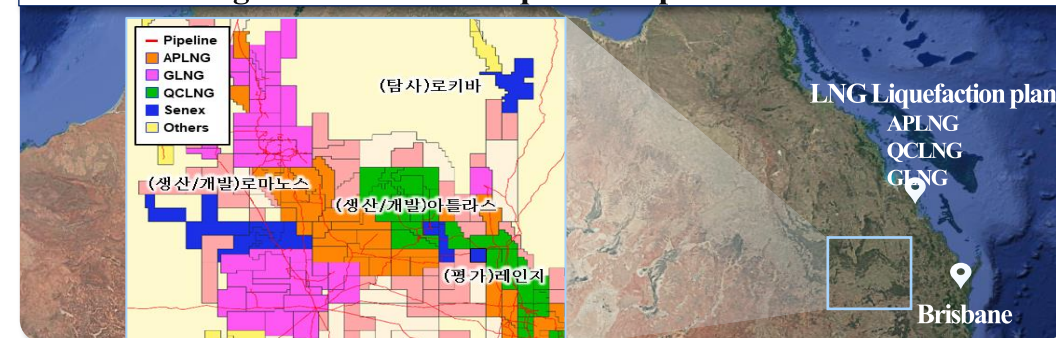 Pipeline
APLNG
GLNG
QCLNG
Senex
Others
(탐사)로키바
(생산/개발)로마노스
(생산/개발)아틀라스
(평가)레인지
LNG Liquefaction plan
APLNG
QCLNG
GLNG
Brisbane